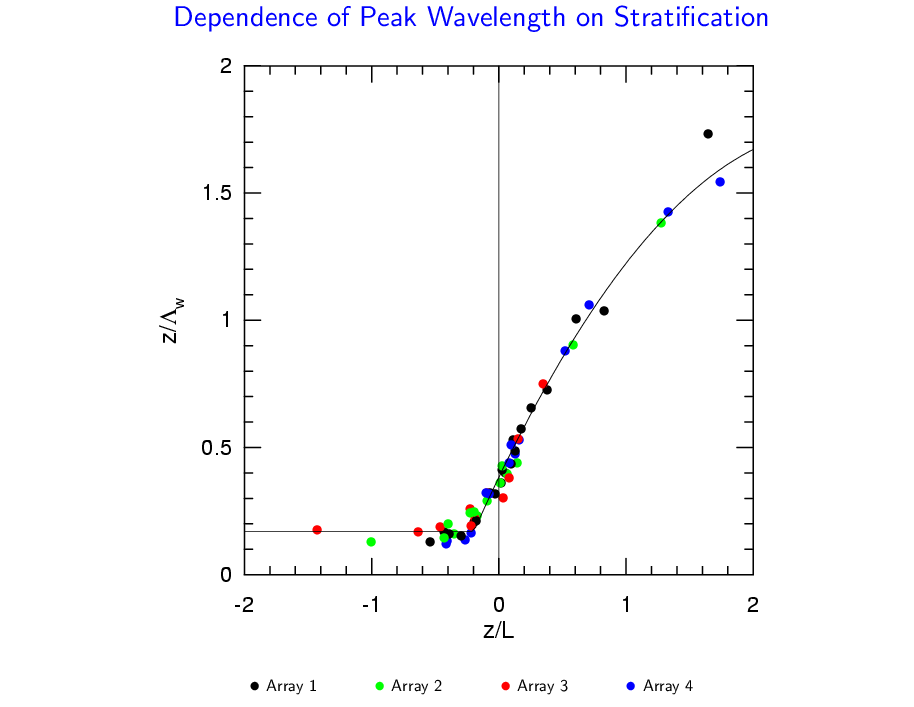 Dependence of Peak Wavelength on Stratification
2
1.5
1
0.5
0
z/Λw
-2 -1 0 1 2
z/L
Array 1 Array 2 Array 3 Array 4